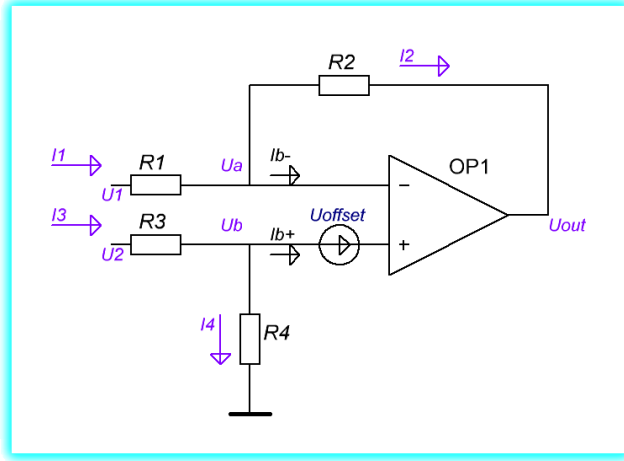 I2
R2
I1
R1
Ua
Ib-
OP1
U1
−
I3
R3
Ub
Uoffset
U2
Ib+
+
Uout
I4
R4